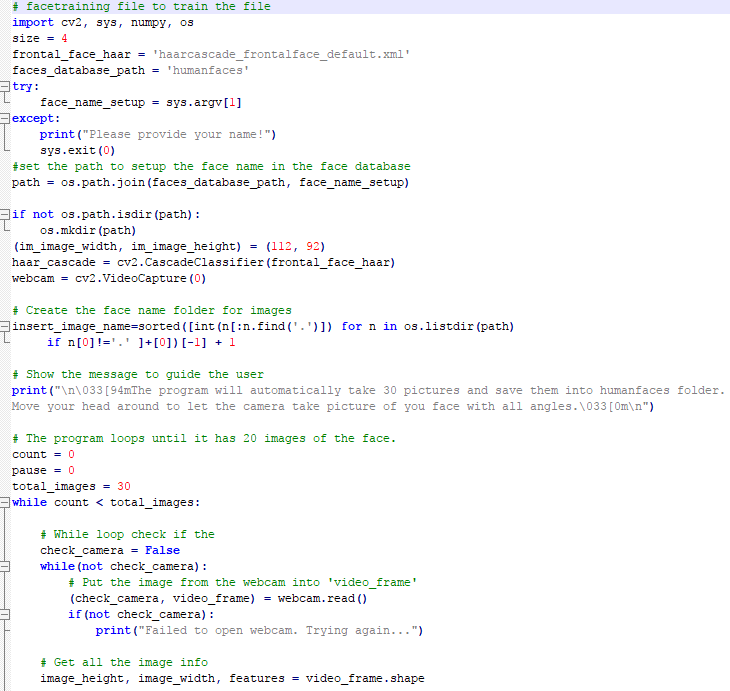 # facetraining file to train the file
import cv2, sys, numpy, os
size = 4
frontal_face_haar = 'haarcascade_frontalface_default.xml'
faces_database_path = 'humanfaces'
try:
    face_name_setup = sys.argv[1]
except:
    print("Please provide your name!")
    sys.exit(0)
#set the path to setup the face name in the face database
path = os.path.join(faces_database_path, face_name_setup)

if not os.path.isdir(path):
    os.mkdir(path)
(im_image_width, im_image_height) = (112, 92)
haar_cascade = cv2.CascadeClassifier(frontal_face_haar)
webcam = cv2.VideoCapture(0)

# Create the face name folder for images
insert_image_name=sorted([int(n[:n.find('.')]) for n in os.listdir(path)
     if n[0]!='.' ]+[0])[-1] + 1

# Show the message to guide the user
print("\n\033[94mThe program will automatically take 30 pictures and save them into humanfaces folder.
Move your head around to let the camera take picture of you face with all angles.\033[0m\n")

# The program loops until it has 20 images of the face.
count = 0
pause = 0
total_images = 30
while count < total_images:

    # While loop check if the
    check_camera = False
    while(not check_camera):
        # Put the image from the webcam into 'video_frame'
        (check_camera, video_frame) = webcam.read()
        if(not check_camera):
            print("Failed to open webcam. Trying again...")

    # Get all the image info
    image_height, image_width, features = video_frame.shape